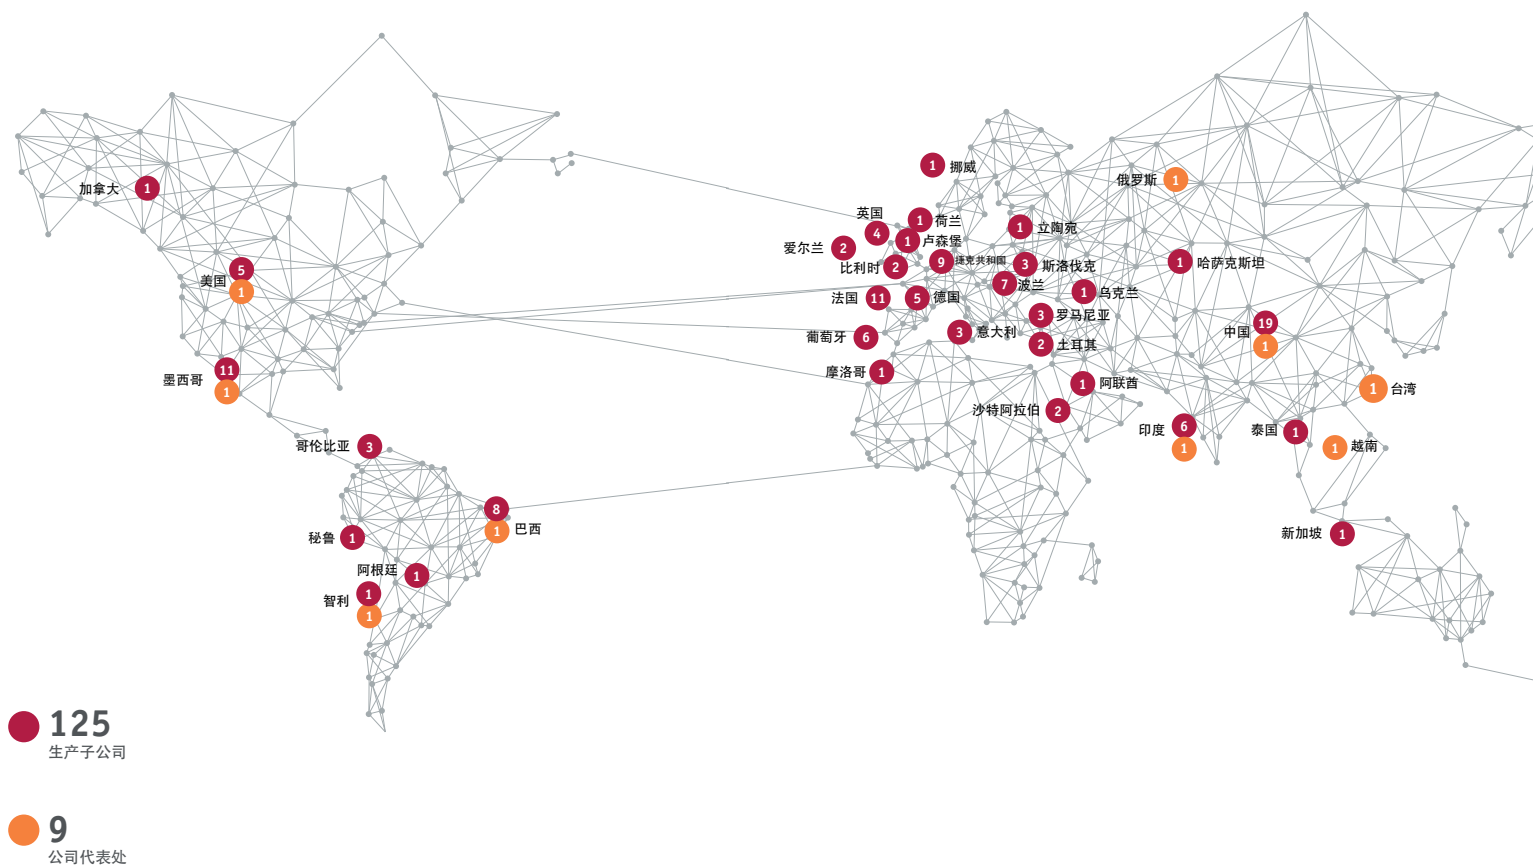 1 挪威
俄罗斯 1
加拿大 1
英国
1 荷兰
4
1 立陶宛
爱尔兰 2
1 卢森堡
比利时 2
9 捷克共和国
3 斯洛伐克
1 哈萨克斯坦
5
美国
1
7 波兰
1 乌克兰
法国 11
5 德国
3 罗马尼亚
19
中国
1
葡萄牙 6
3 意大利
2 土耳其
11
墨西哥
1
摩洛哥 1
1 阿联酋
1 台湾
沙特阿拉伯 2
6
印度
1
泰国 1
1 越南
哥伦比亚 3
8
1 巴西
秘鲁 1
新加坡 1
阿根廷 1
1
智利
1
125
生产子公司
9
公司代表处